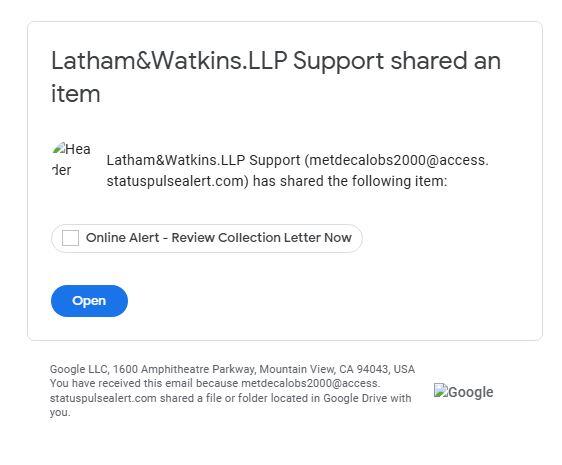 Latham&Watkins.LLP Support shared an
item
Header
Latham&Watkins.LLP Support (metdecalobs2000@access.
statuspulsealert.com) has shared the following item:
Online Alert - Review Collection Letter Now
Open
Google LLC, 1600 Amphitheatre Parkway, Mountain View, CA 94043, USA
You have received this email because metdecalobs2000@access.
statuspulsealert.com shared a file or folder located in Google Drive with
you.
Google